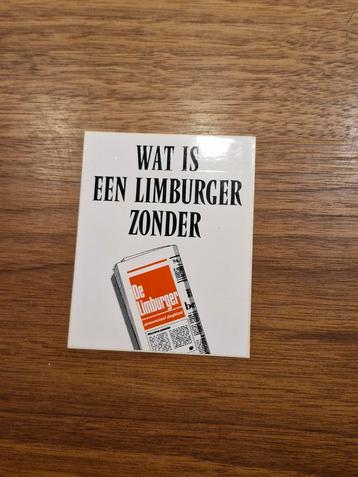 WAT IS
EEN LIMBURGER
ZONDER
De
Limburger